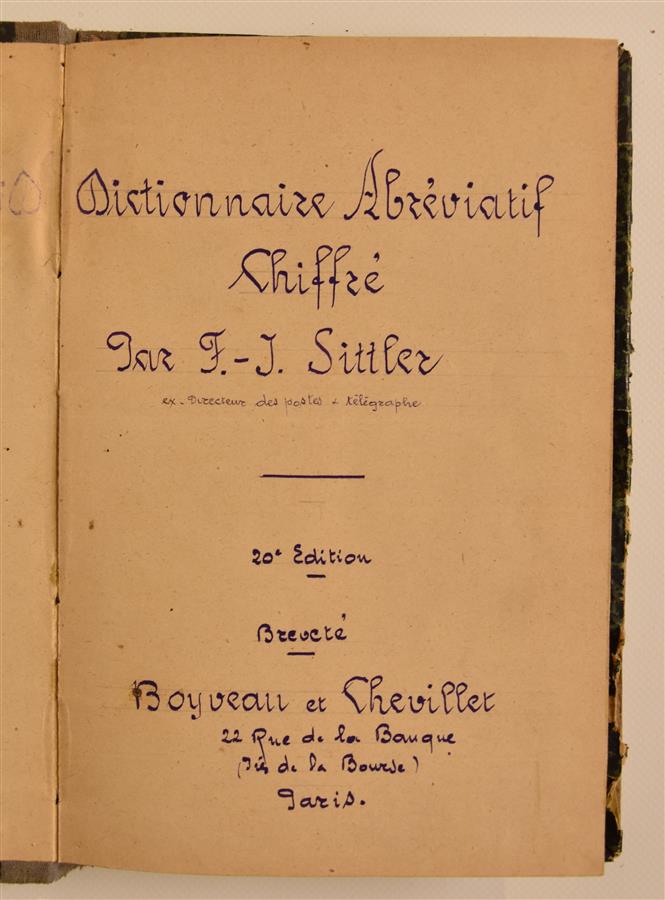 Dictionnaire Abréviatif
Chiffré
Par F.-J. Sittler
ex-Directeur des postes & télégraphe
20e Edition
Breveté
Boyveau et Chevillet
22 Rue de la Banque
(Près de la Bourse)
Paris.